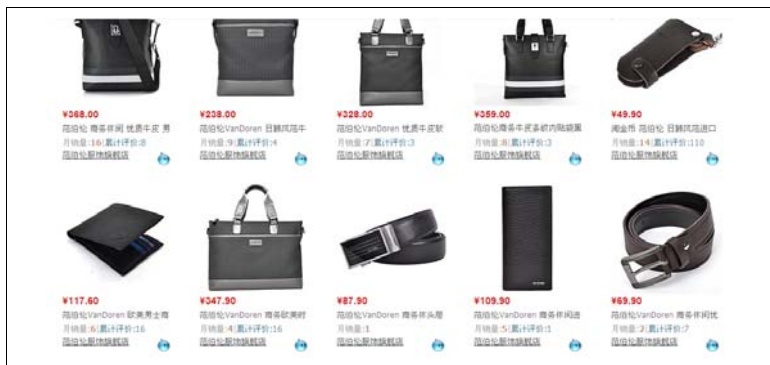 ¥368.00
范伯伦 商务休闲 优质牛皮 男
月销量:16|累计评价:8
范伯伦服饰旗舰店
¥238.00
范伯伦VanDoren 日韩风范牛
月销量:9|累计评价:4
范伯伦服饰旗舰店
¥328.00
范伯伦VanDoren 优质牛皮软
月销量:7|累计评价:3
范伯伦服饰旗舰店
¥359.00
范伯伦商务牛皮条纹内贴袋圆
月销量:8|累计评价:3
范伯伦服饰旗舰店
¥49.90
淘金币 范伯伦 日韩风范进口
月销量:14|累计评价:110
范伯伦服饰旗舰店
¥117.60
范伯伦VanDoren 欧美男士商
月销量:6|累计评价:16
范伯伦服饰旗舰店
¥347.90
范伯伦VanDoren 商务欧美时
月销量:4|累计评价:16
范伯伦服饰旗舰店
¥87.90
范伯伦VanDoren 商务休头层
月销量:1
范伯伦服饰旗舰店
¥109.90
范伯伦VanDoren 商务休闲进
月销量:5|累计评价:1
范伯伦服饰旗舰店
¥69.90
范伯伦VanDoren 商务休闲优
月销量:3|累计评价:7
范伯伦服饰旗舰店